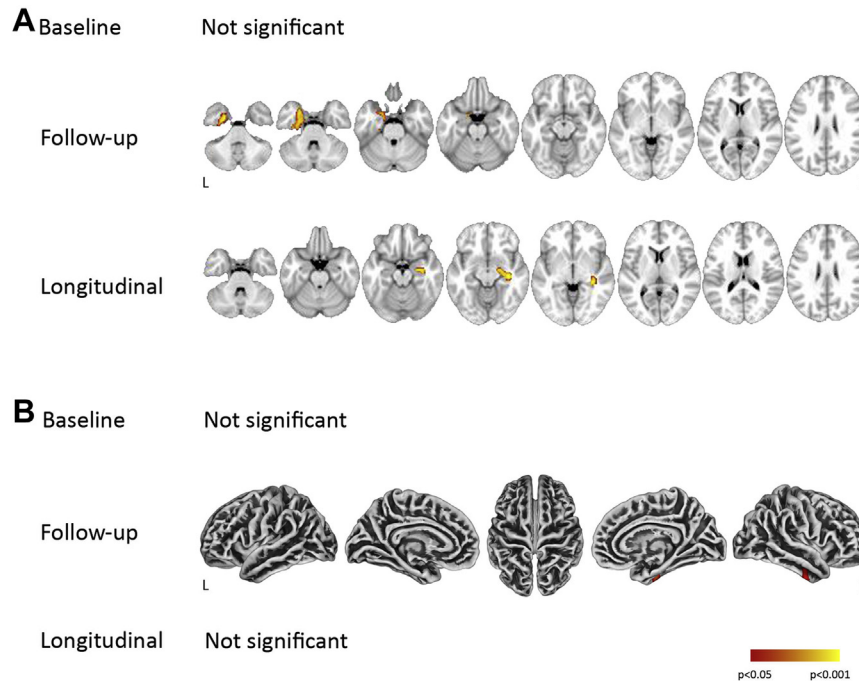 A Baseline Not significant
Follow-up
L
Longitudinal
B Baseline Not significant
Follow-up
L
Longitudinal Not significant
p<0.05 p<0.001